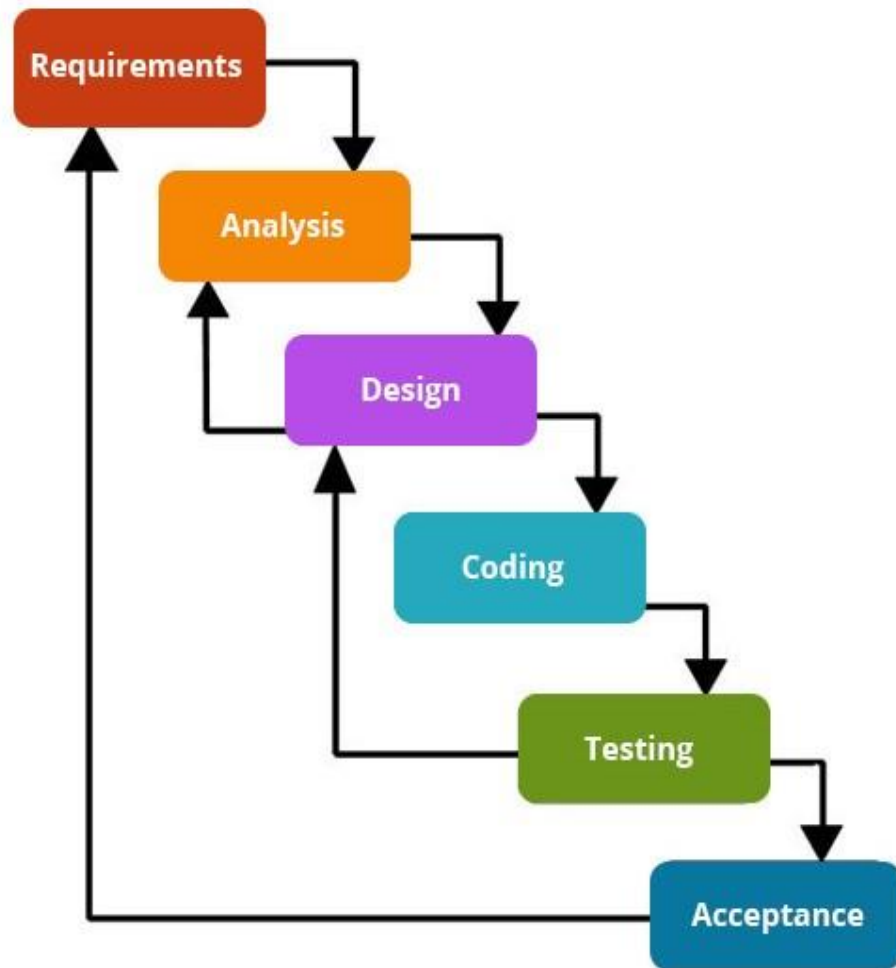 Requirements
Analysis
Design
Coding
Testing
Acceptance